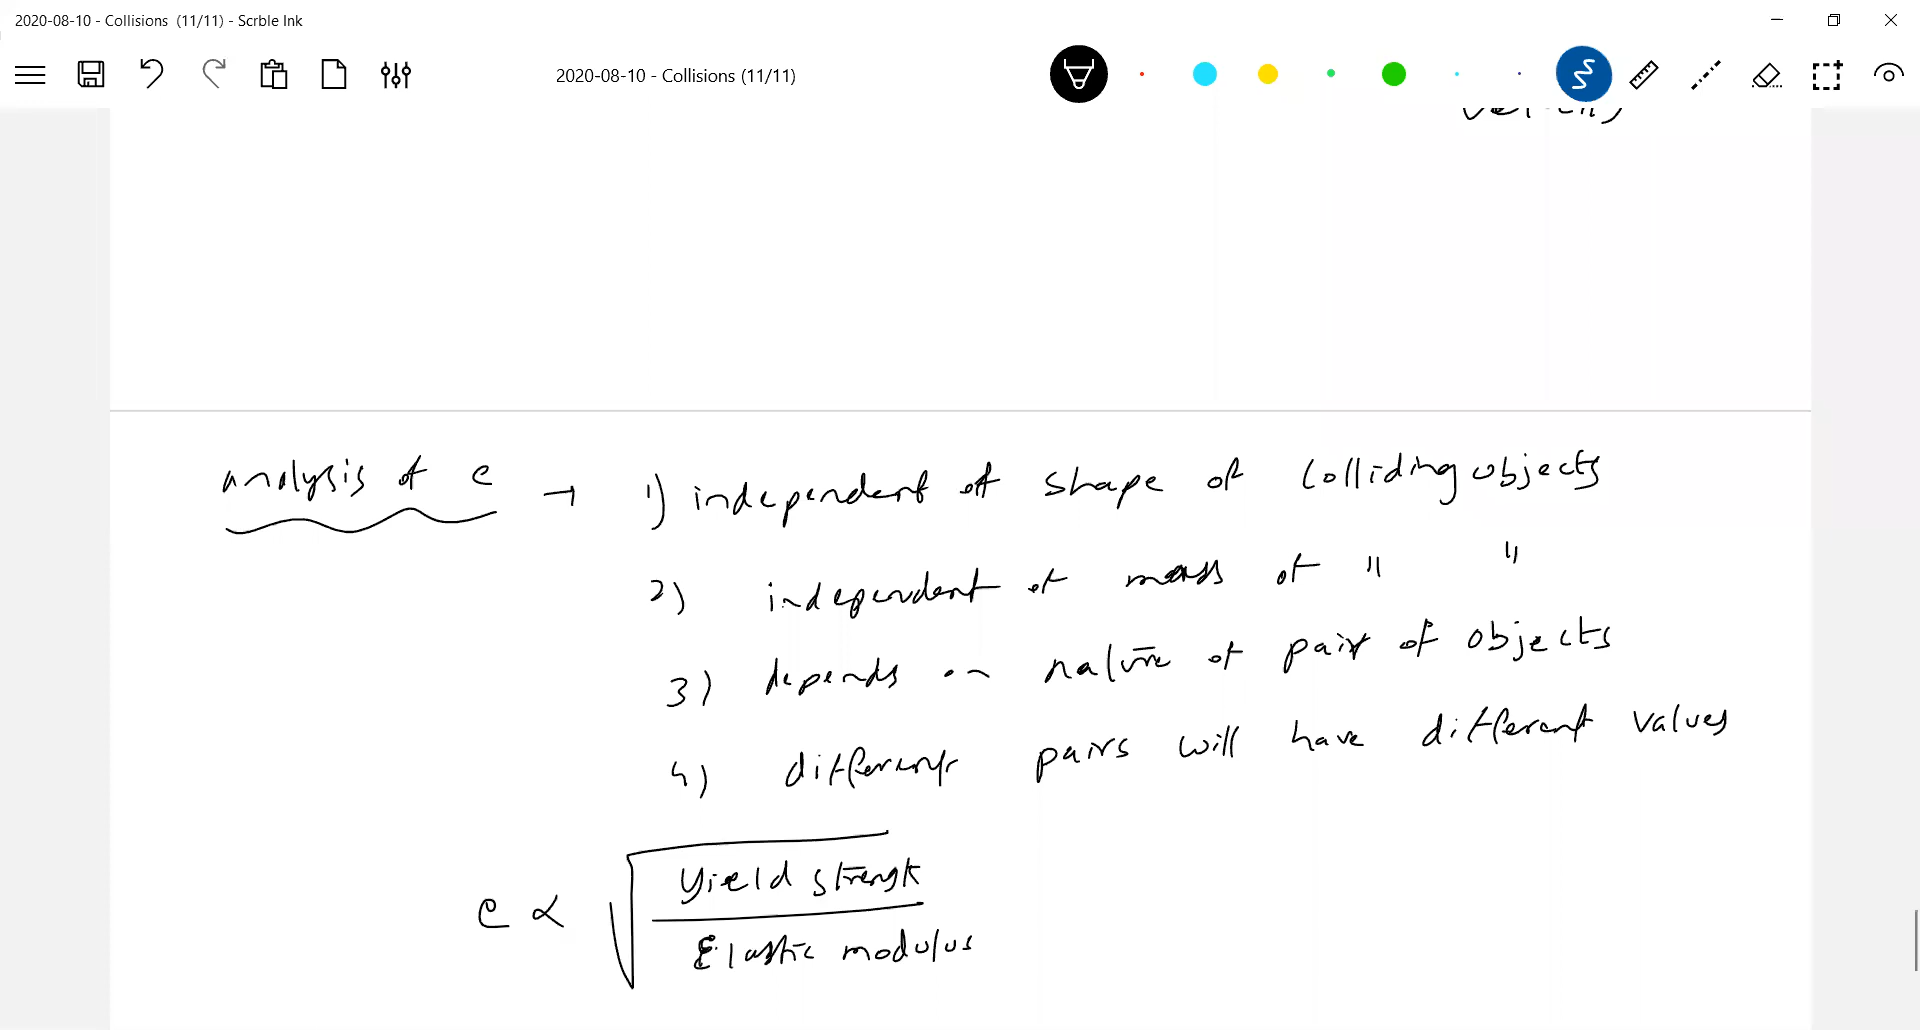 2020-08-10 - Collisions (11/11) - Scrble Ink
2020-08-10 - Collisions (11/11)
analysis of e → 1) independent of shape of Colliding objects
2) independent of mass of " "
3) depends on nature of pair of objects
4) different pairs will have different values
e ∝ √
Yield strength
Elastic modulus